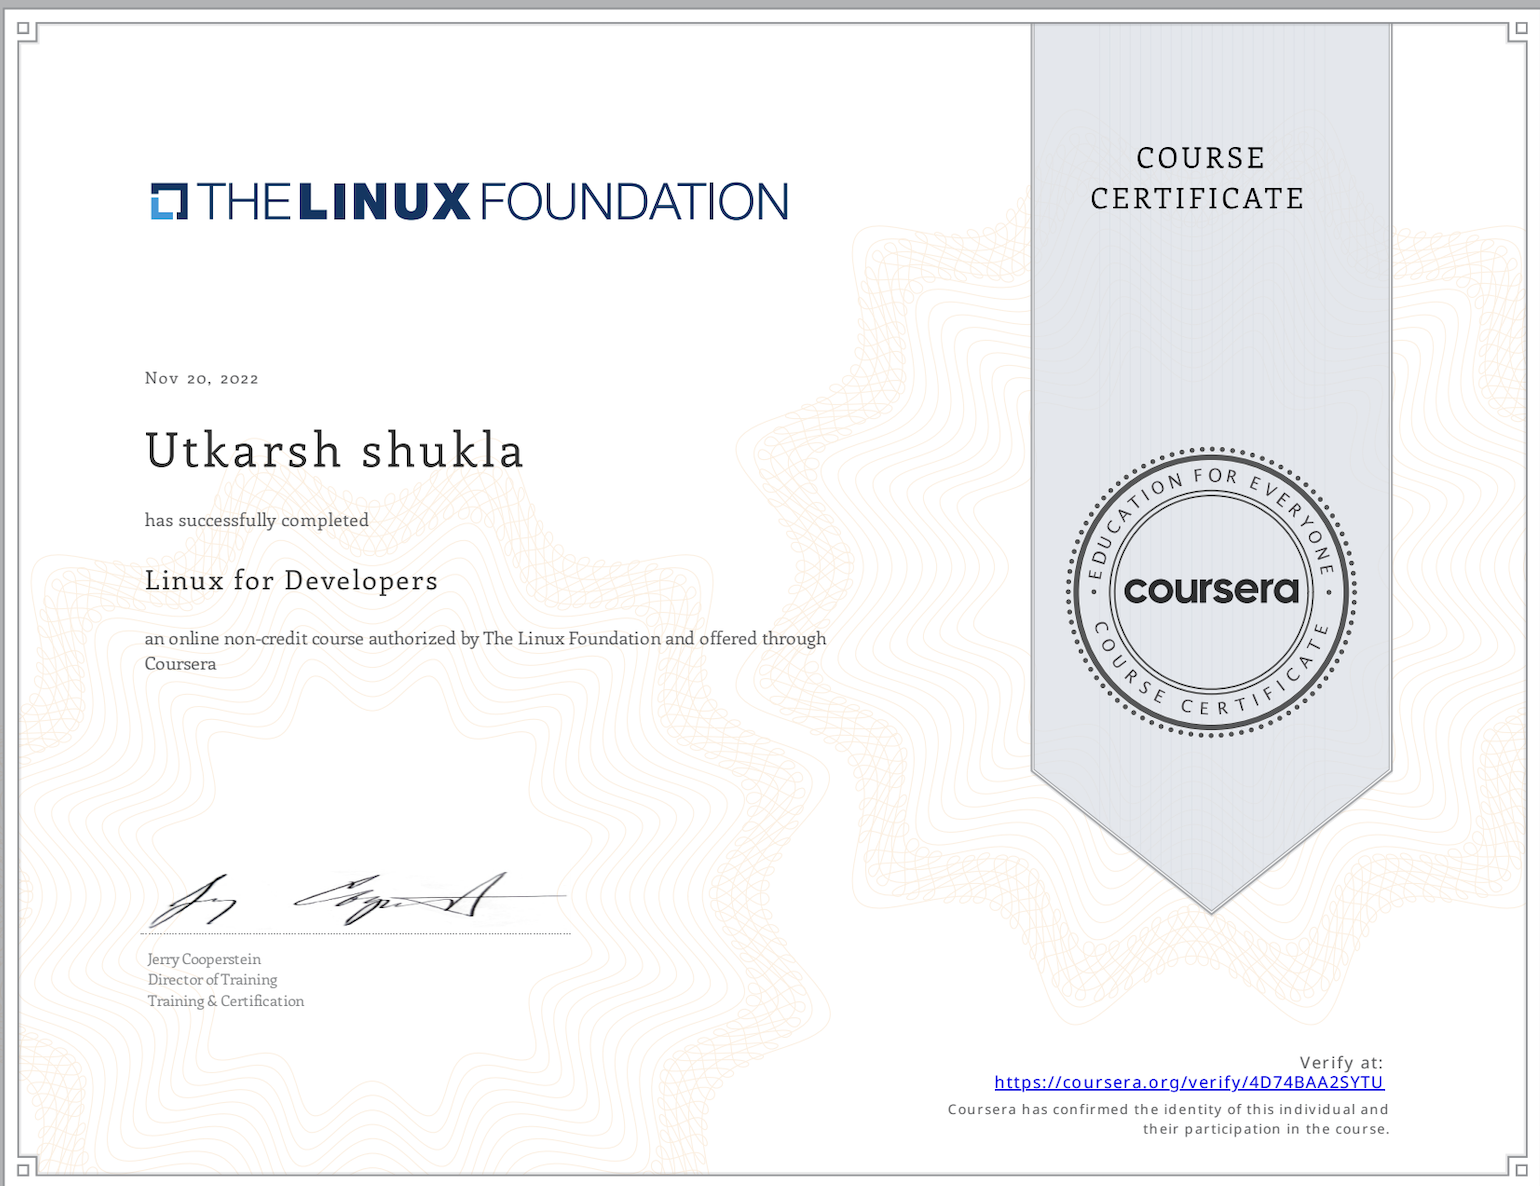 THE LINUX FOUNDATION
COURSE
CERTIFICATE
Nov 20, 2022
Utkarsh shukla
has successfully completed
Linux for Developers
an online non-credit course authorized by The Linux Foundation and offered through
Coursera
EDUCATION FOR EVERYONE
coursera
COURSE CERTIFICATE
Jerry Cooperstein
Director of Training
Training & Certification
Verify at:
https://coursera.org/verify/4D74BAA2SYTU
Coursera has confirmed the identity of this individual and
their participation in the course.